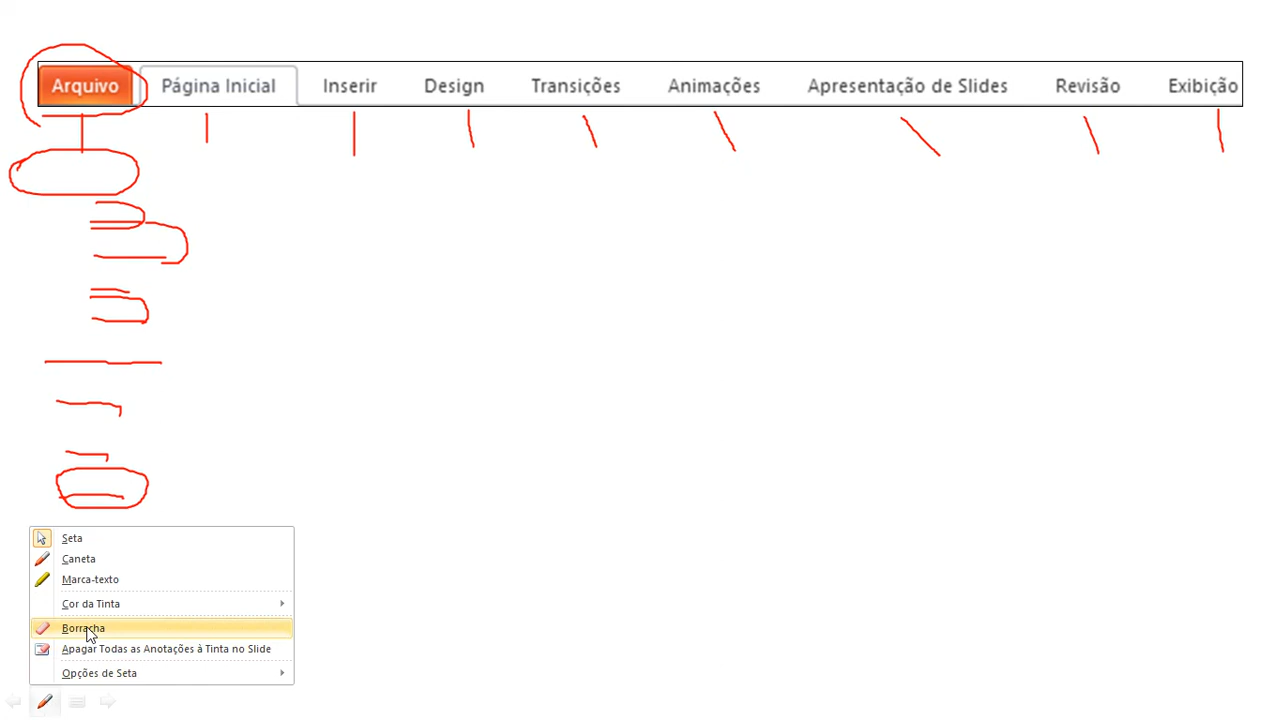 Arquivo Página Inicial Inserir Design Transições Animações Apresentação de Slides Revisão Exibição
Seta
Caneta
Marca-texto
Cor da Tinta
Borracha
Apagar Todas as Anotações à Tinta no Slide
Opções de Seta